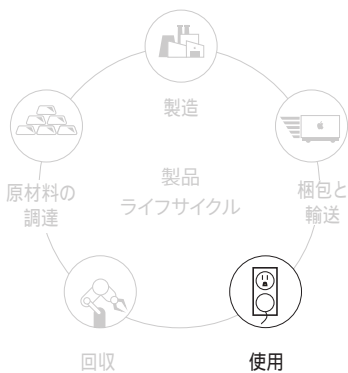 製造
原材料の
調達
製品
ライフサイクル
梱包と
輸送
回収
使用